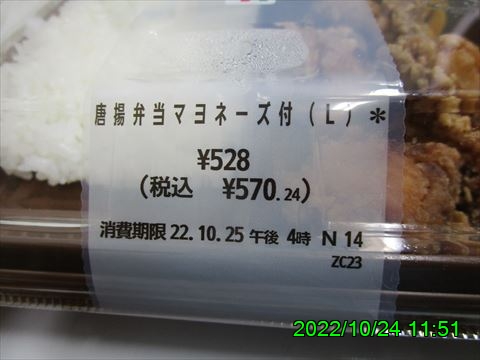 唐揚弁当マヨネーズ付(L)*
¥528
(税込 ¥570.24)
消費期限 22.10.25 午後 4時 N 14
ZC23
2022/10/24 11:51